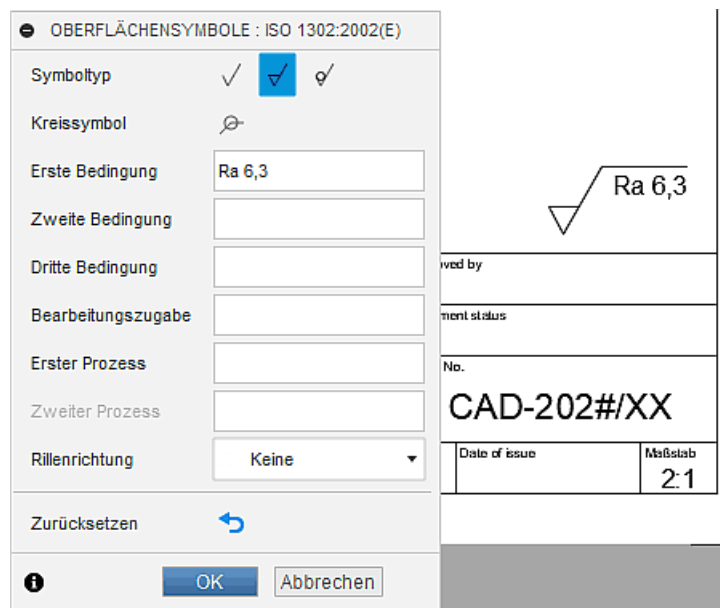 OBERFLÄCHENSYMBOLE : ISO 1302:2002(E)
Symboltyp
Kreissymbol
Erste Bedingung
Ra 6,3
Zweite Bedingung
Dritte Bedingung
Bearbeitungszugabe
Erster Prozess
Zweiter Prozess
Rillenrichtung
Keine
Zurücksetzen
OK
Abbrechen
Ra 6,3
ved by
ment status
No.
CAD-202#/XX
Date of issue
Maßstab
2:1